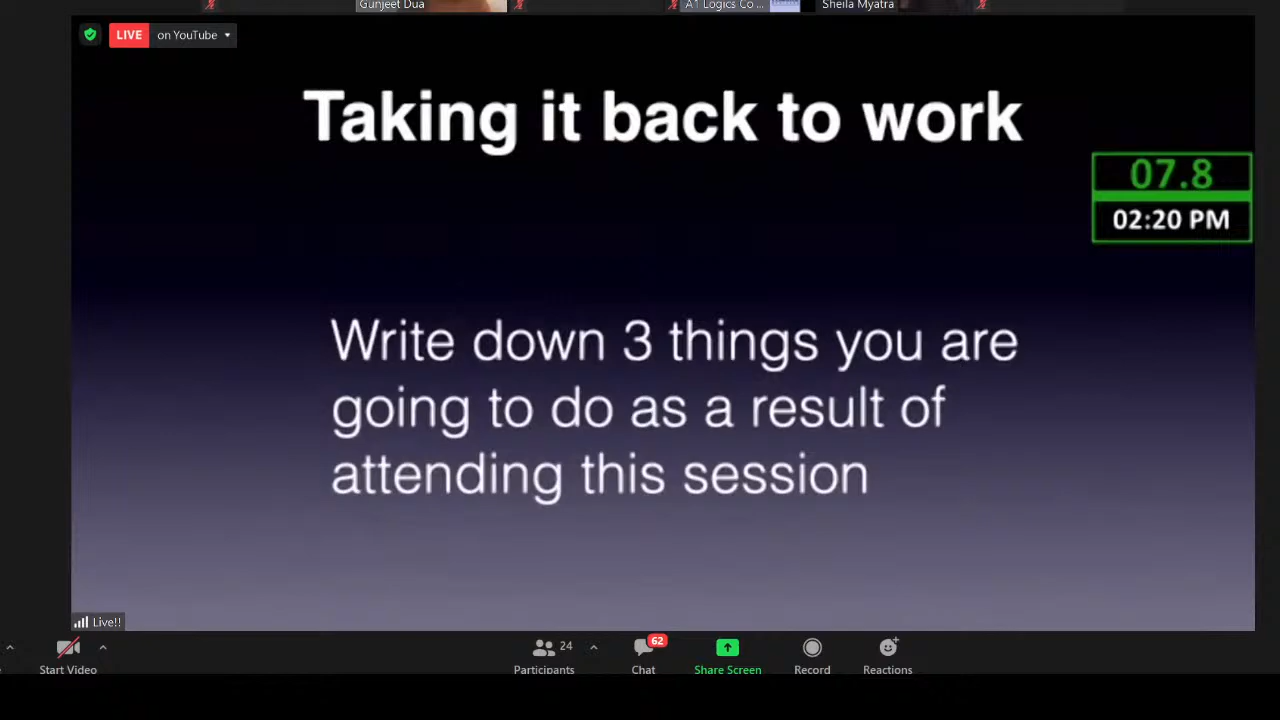 Gunjeet Dua
A1 Logics Co ...
Sheila Myatra
LIVE on YouTube
Taking it back to work
07.8
02:20 PM
Write down 3 things you are
going to do as a result of
attending this session
Live!!
24
62
Start Video
Participants
Chat
Share Screen
Record
Reactions